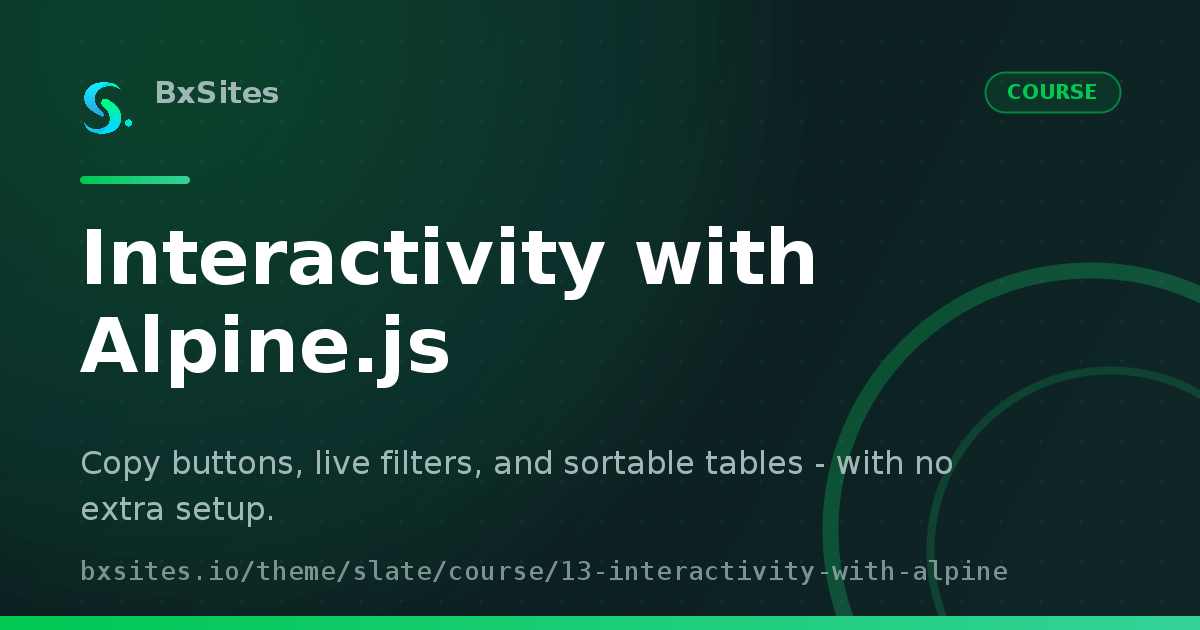 BxSites
COURSE
Interactivity with
Alpine.js
Copy buttons, live filters, and sortable tables - with no
extra setup.
bxsites.io/theme/slate/course/13-interactivity-with-alpine